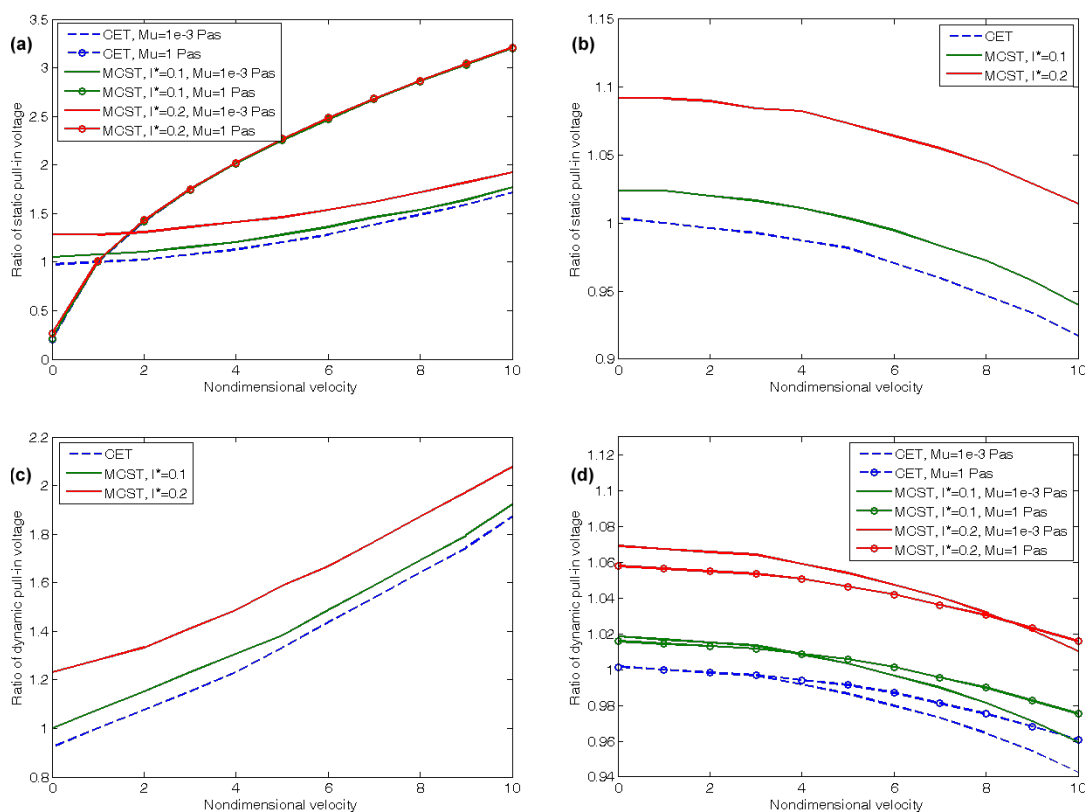 (a)
3.5
3
2.5
2
1.5
1
0.5
0
CET, Mu=1e-3 Pas
CET, Mu=1 Pas
MCST, l*=0.1, Mu=1e-3 Pas
MCST, l*=0.1, Mu=1 Pas
MCST, l*=0.2, Mu=1e-3 Pas
MCST, l*=0.2, Mu=1 Pas
Ratio of static pull-in voltage
0 2 4 6 8 10
Nondimensional velocity
(b)
1.15
1.1
1.05
1
0.95
0.9
CET
MCST, l*=0.1
MCST, l*=0.2
Ratio of static pull-in voltage
0 2 4 6 8 10
Nondimensional velocity
(c)
2.2
2
1.8
1.6
1.4
1.2
1
0.8
CET
MCST, l*=0.1
MCST, l*=0.2
Ratio of dynamic pull-in voltage
0 2 4 6 8 10
Nondimensional velocity
(d)
1.12
1.1
1.08
1.06
1.04
1.02
1
0.98
0.96
0.94
CET, Mu=1e-3 Pas
CET, Mu=1 Pas
MCST, l*=0.1, Mu=1e-3 Pas
MCST, l*=0.1, Mu=1 Pas
MCST, l*=0.2, Mu=1e-3 Pas
MCST, l*=0.2, Mu=1 Pas
Ratio of dynamic pull-in voltage
0 2 4 6 8 10
Nondimensional velocity